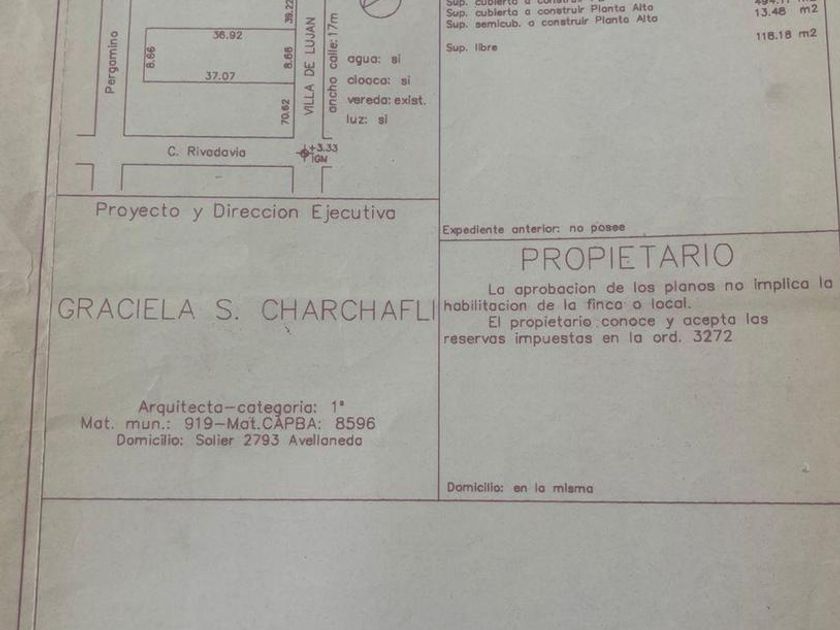 39.22
36.92
8.66
8.66
37.07
70.62
Pergamino
VILLA DE LUJAN
ancho calle: 17m
agua: si
cloaca: si
vereda: exist.
luz: si
C. Rivadavia
+3.33
IGN
Sup. cubierta a construir Planta Alta
13.48 m2
Sup. semicub. a construir Planta Alta
118.18 m2
Sup. libre
Proyecto y Direccion Ejecutiva
GRACIELA S. CHARCHAFLI
Arquitecta-categoria: 1ª
Mat. mun.: 919-Mat.CAPBA: 8596
Domicilio: Solier 2793 Avellaneda
Expediente anterior: no posee
PROPIETARIO
La aprobacion de los planos no implica la
habilitacion de la finca o local.
El propietario conoce y acepta las
reservas impuestas en la ord. 3272
Domicilio: en la misma